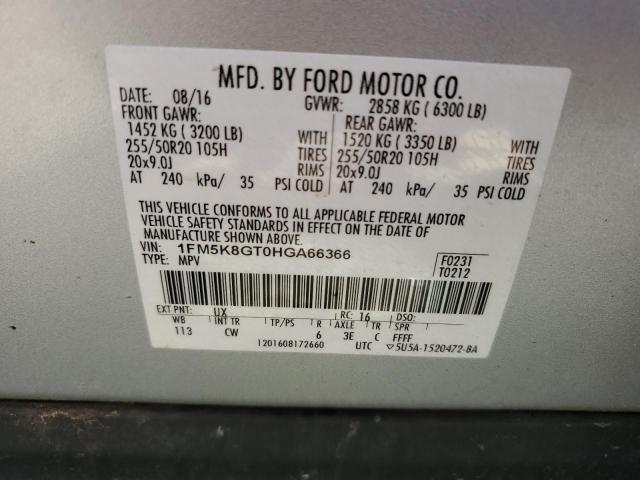 MFD. BY FORD MOTOR CO.
DATE: 08/16 GVWR: 2858 KG ( 6300 LB)
FRONT GAWR: REAR GAWR:
1452 KG ( 3200 LB) WITH 1520 KG ( 3350 LB) WITH
255/50R20 105H TIRES 255/50R20 105H TIRES
20x9.0J RIMS 20x9.0J RIMS
AT 240 kPa/ 35 PSI COLD AT 240 kPa/ 35 PSI COLD
THIS VEHICLE CONFORMS TO ALL APPLICABLE FEDERAL MOTOR
VEHICLE SAFETY STANDARDS IN EFFECT ON THE DATE OF
MANUFACTURE SHOWN ABOVE.
VIN: 1FM5K8GT0HGA66366 F0231
TYPE: MPV T0212
EXT PNT: UX RC: 16 DSO:
WB INT TR TP/PS R AXLE TR SPR
113 CW 6 3E C FFFF
1201608172660 UTC ▽5U5A-1520472-BA